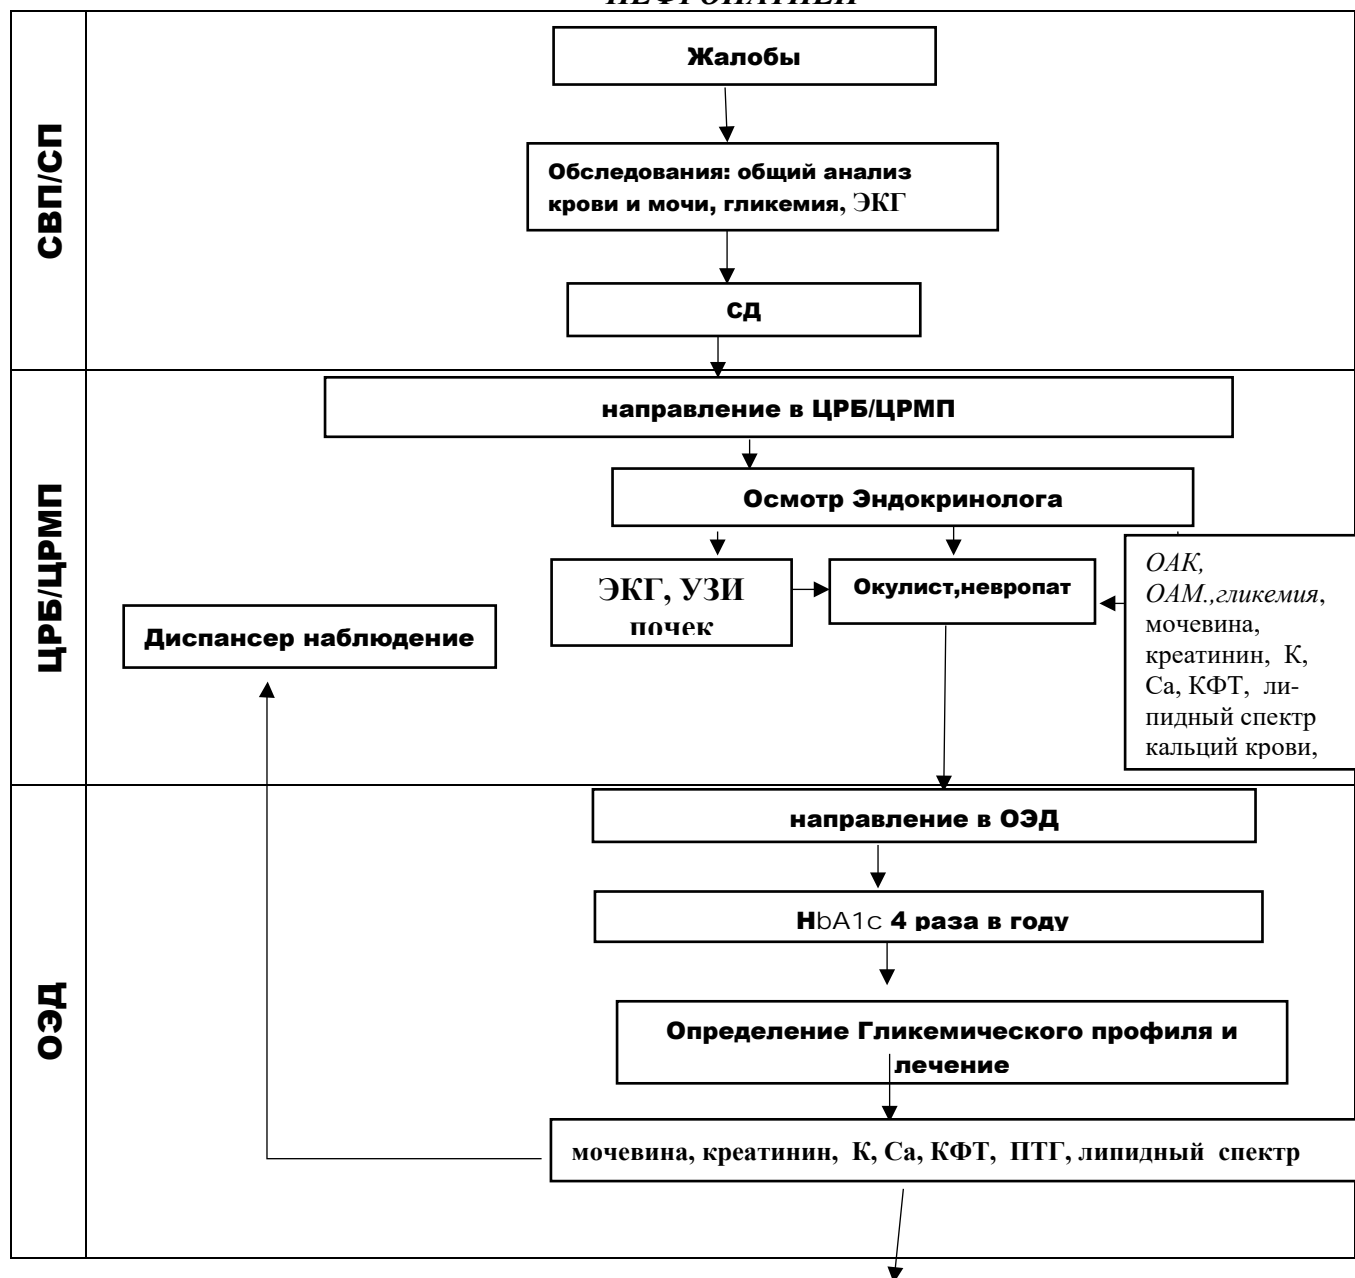 НЕФРОПАТИЕЙ
СВП/СП
Жалобы
Обследования: общий анализ
крови и мочи, гликемия, ЭКГ
СД
ЦРБ/ЦРМП
направление в ЦРБ/ЦРМП
Осмотр Эндокринолога
ЭКГ, УЗИ
почек
Окулист,невропат
ОАК,
ОАМ.,гликемия,
мочевина,
креатинин, К,
Са, КФТ, ли-
пидный спектр
кальций крови,
Диспансер наблюдение
ОЭД
направление в ОЭД
HbA1c 4 раза в году
Определение Гликемического профиля и
лечение
мочевина, креатинин, К, Са, КФТ, ПТГ, липидный спектр